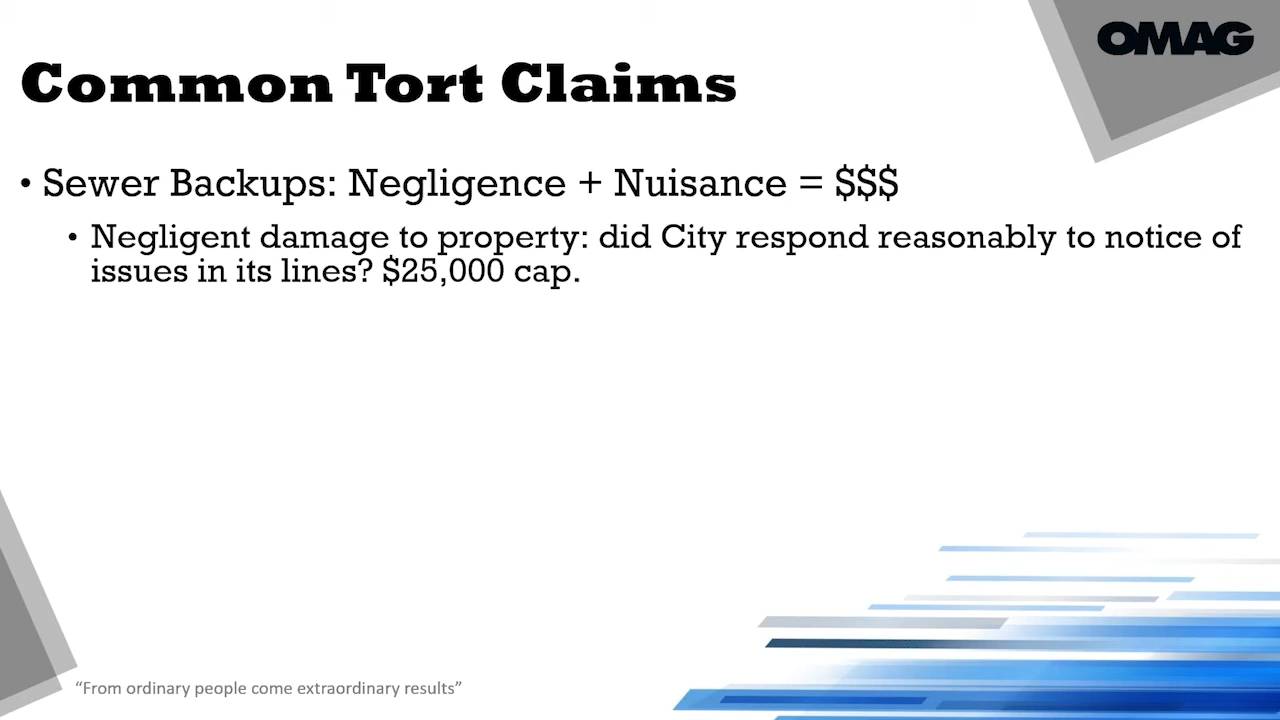 OMAG
Common Tort Claims
• Sewer Backups: Negligence + Nuisance = $$$
• Negligent damage to property: did City respond reasonably to notice of
issues in its lines? $25,000 cap.
“From ordinary people come extraordinary results”